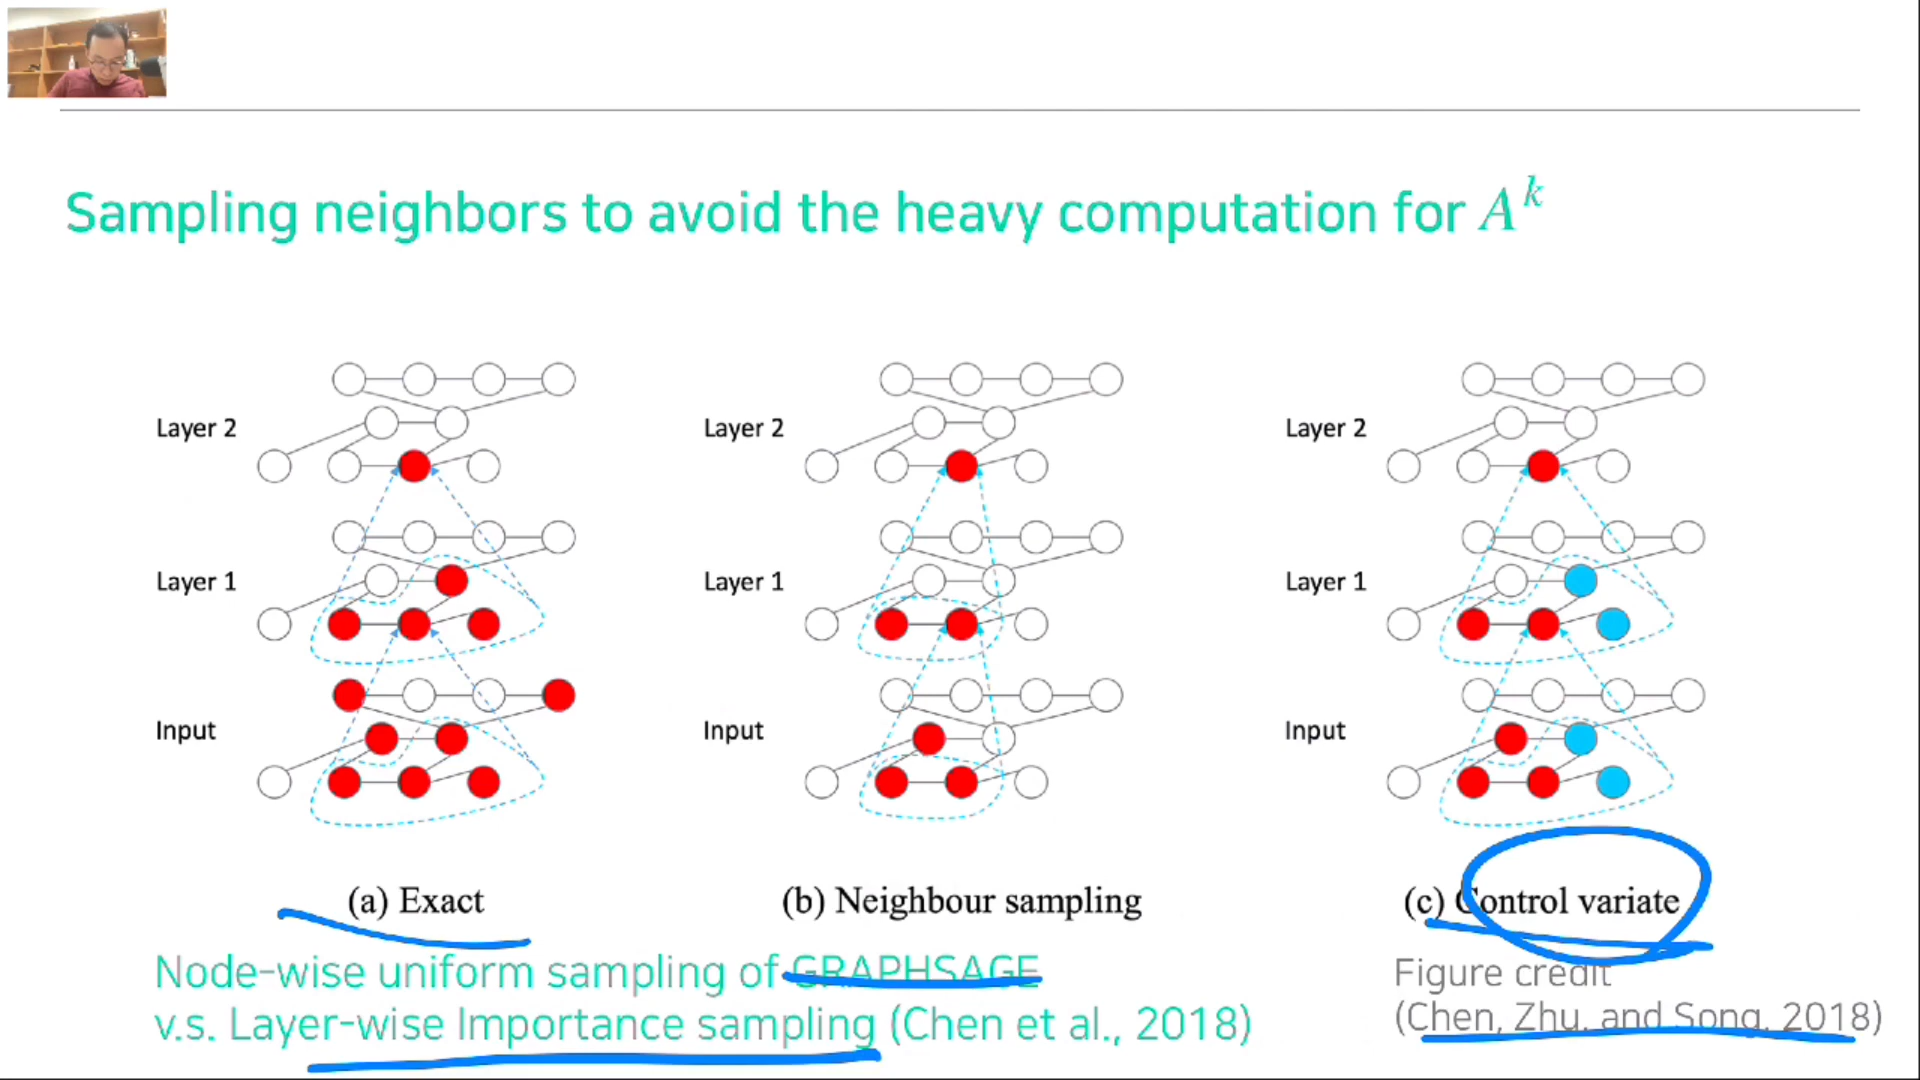 Sampling neighbors to avoid the heavy computation for A^k
Layer 2
Layer 1
Input
(a) Exact
Layer 2
Layer 1
Input
(b) Neighbour sampling
Layer 2
Layer 1
Input
(c) Control variate
Node-wise uniform sampling of GRAPHSAGE
v.s. Layer-wise Importance sampling (Chen et al., 2018)
Figure credit
(Chen, Zhu, and Song, 2018)